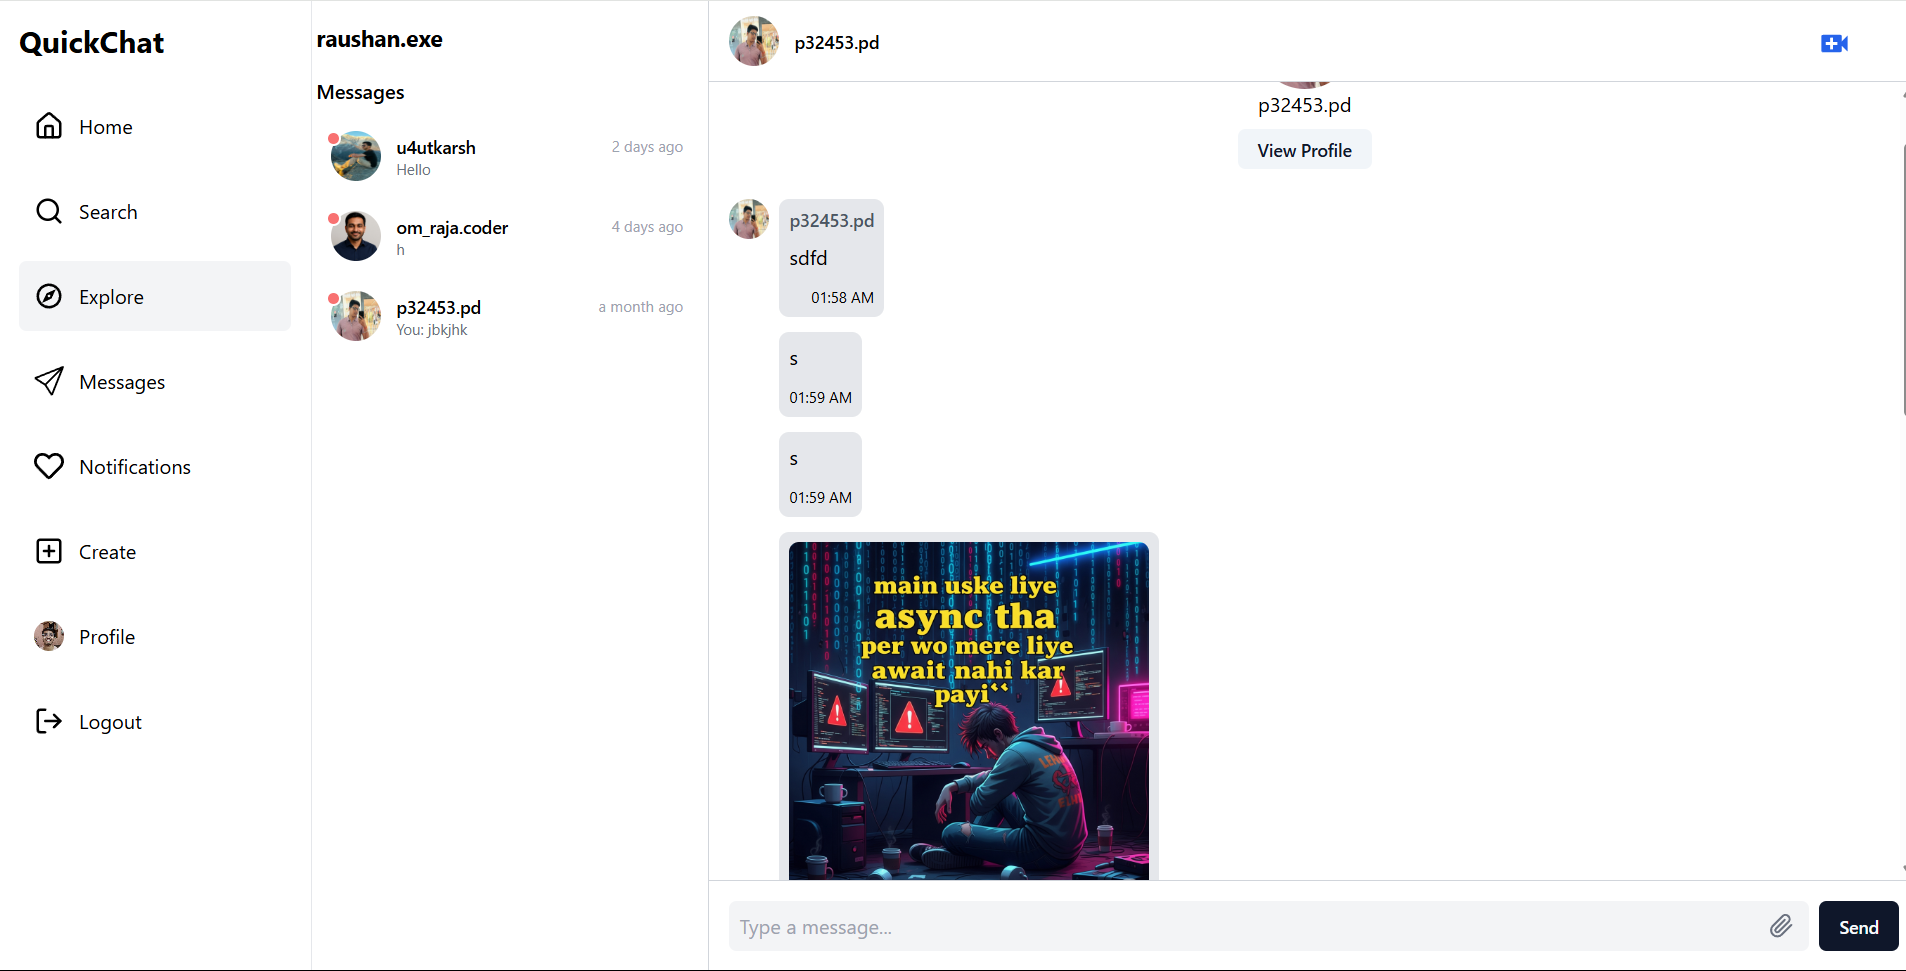 QuickChat
Home
Search
Explore
Messages
Notifications
Create
Profile
Logout
raushan.exe
Messages
u4utkarsh
2 days ago
Hello
om_raja.coder
4 days ago
h
p32453.pd
a month ago
You: jbkjhk
p32453.pd
p32453.pd
View Profile
p32453.pd
sdfd
01:58 AM
s
01:59 AM
s
01:59 AM
main uske liye
async tha
per wo mere liye
await nahi kar
payi“
Type a message...
Send